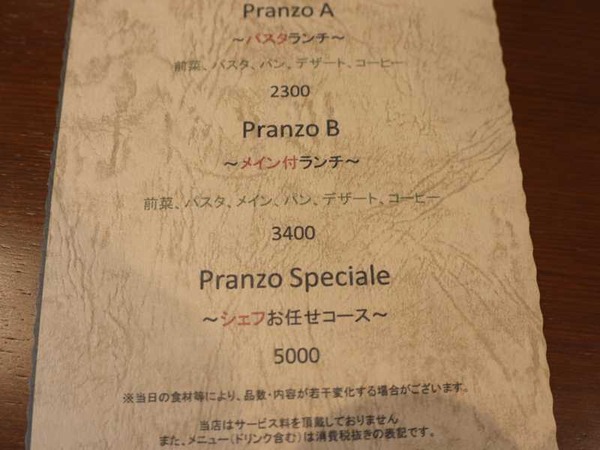 Pranzo A
～パスタランチ～
前菜、パスタ、パン、デザート、コーヒー
2300
Pranzo B
～メイン付ランチ～
前菜、パスタ、メイン、パン、デザート、コーヒー
3400
Pranzo Speciale
～シェフお任せコース～
5000
※当日の食材等により、品数・内容が若干変化する場合がございます。
当店はサービス料を頂戴しておりません
また、メニュー(ドリンク含む)は消費税抜きの表記です。